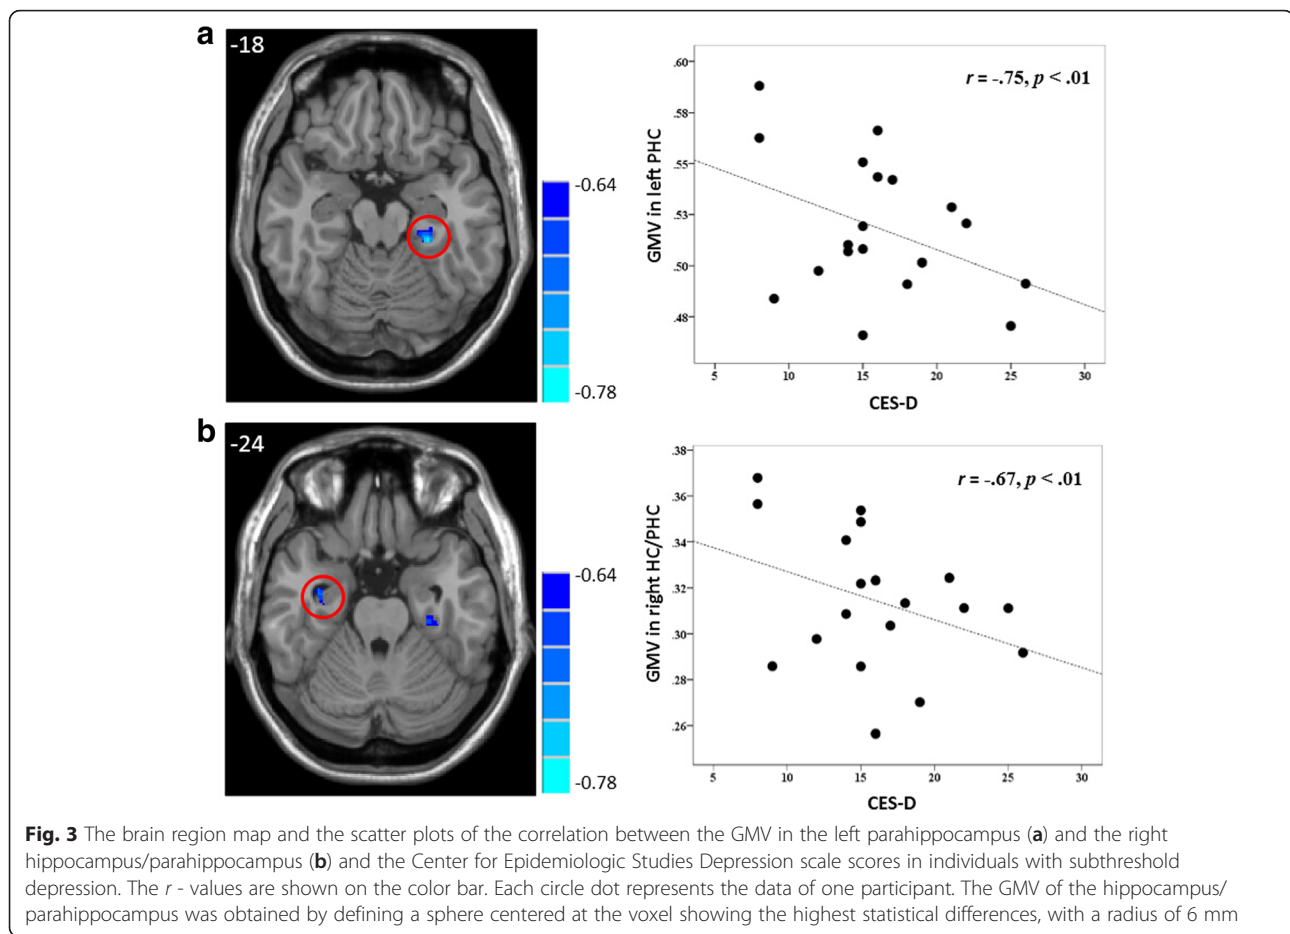 a
-18
-0.64
-0.78
r = -.75, p < .01
GMV in left PHC
.60
.58
.55
.53
.50
.48
5 10 15 20 25 30
CES-D
b
-24
-0.64
-0.78
r = -.67, p < .01
GMV in right HC/PHC
.38
.36
.34
.32
.30
.28
.26
5 10 15 20 25 30
CES-D
Fig. 3 The brain region map and the scatter plots of the correlation between the GMV in the left parahippocampus (a) and the right
hippocampus/parahippocampus (b) and the Center for Epidemiologic Studies Depression scale scores in individuals with subthreshold
depression. The r - values are shown on the color bar. Each circle dot represents the data of one participant. The GMV of the hippocampus/
parahippocampus was obtained by defining a sphere centered at the voxel showing the highest statistical differences, with a radius of 6 mm